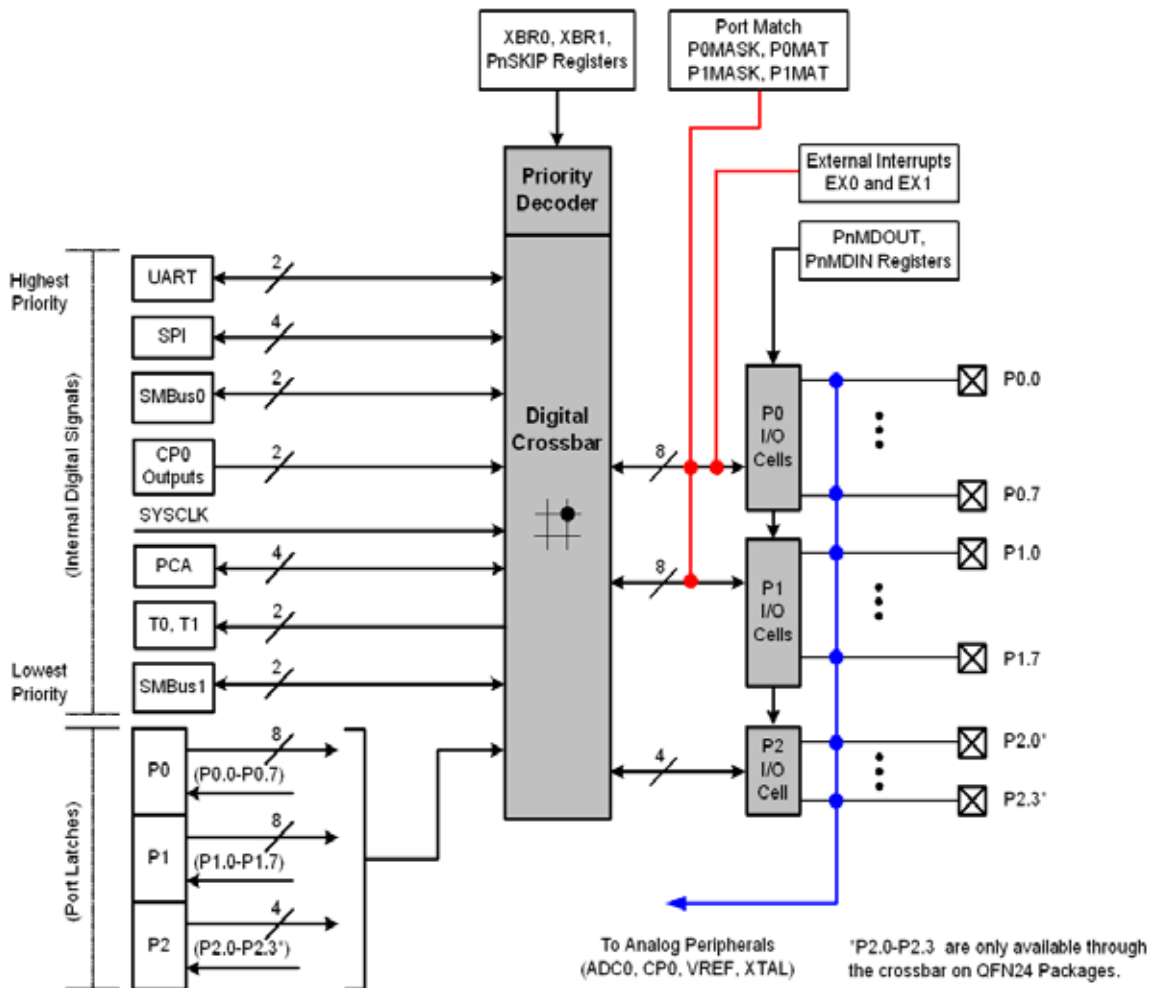 XBR0, XBR1,
PnSKIP Registers
Port Match
P0MASK, P0MAT
P1MASK, P1MAT
External Interrupts
EX0 and EX1
Priority
Decoder
PnMDOUT,
PnMDIN Registers
Highest
Priority
(Internal Digital Signals)
Lowest
Priority
UART
2
SPI
4
SMBus0
2
CP0
Outputs
2
SYSCLK
PCA
4
T0, T1
2
SMBus1
2
Digital
Crossbar
8
8
4
P0
I/O
Cells
P1
I/O
Cells
P2
I/O
Cell
P0.0
P0.7
P1.0
P1.7
P2.0*
P2.3*
(Port Latches)
P0
8
(P0.0-P0.7)
P1
8
(P1.0-P1.7)
P2
4
(P2.0-P2.3*)
To Analog Peripherals
(ADC0, CP0, VREF, XTAL)
*P2.0-P2.3 are only available through
the crossbar on QFN24 Packages.